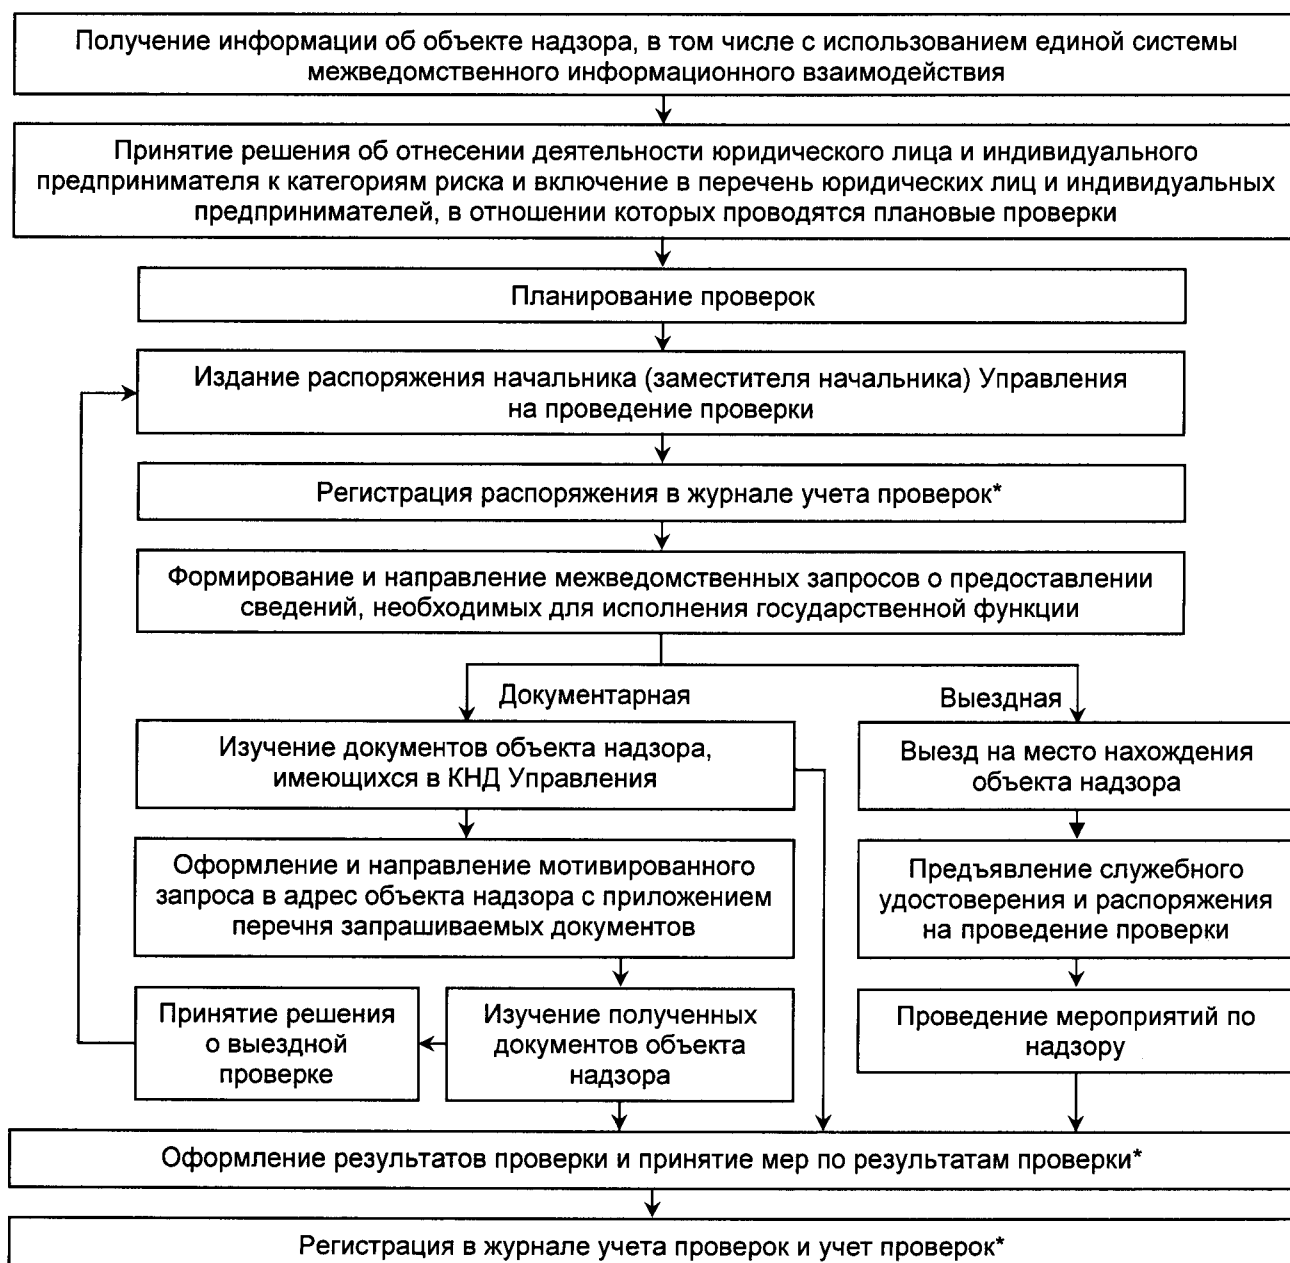 Получение информации об объекте надзора, в том числе с использованием единой системы
межведомственного информационного взаимодействия
Принятие решения об отнесении деятельности юридического лица и индивидуального
предпринимателя к категориям риска и включение в перечень юридических лиц и индивидуальных
предпринимателей, в отношении которых проводятся плановые проверки
Планирование проверок
Издание распоряжения начальника (заместителя начальника) Управления
на проведение проверки
Регистрация распоряжения в журнале учета проверок*
Формирование и направление межведомственных запросов о предоставлении
сведений, необходимых для исполнения государственной функции
Документарная
Выездная
Изучение документов объекта надзора,
имеющихся в КНД Управления
Выезд на место нахождения
объекта надзора
Оформление и направление мотивированного
запроса в адрес объекта надзора с приложением
перечня запрашиваемых документов
Предъявление служебного
удостоверения и распоряжения
на проведение проверки
Принятие решения
о выездной
проверке
Изучение полученных
документов объекта
надзора
Проведение мероприятий по
надзору
Оформление результатов проверки и принятие мер по результатам проверки*
Регистрация в журнале учета проверок и учет проверок*